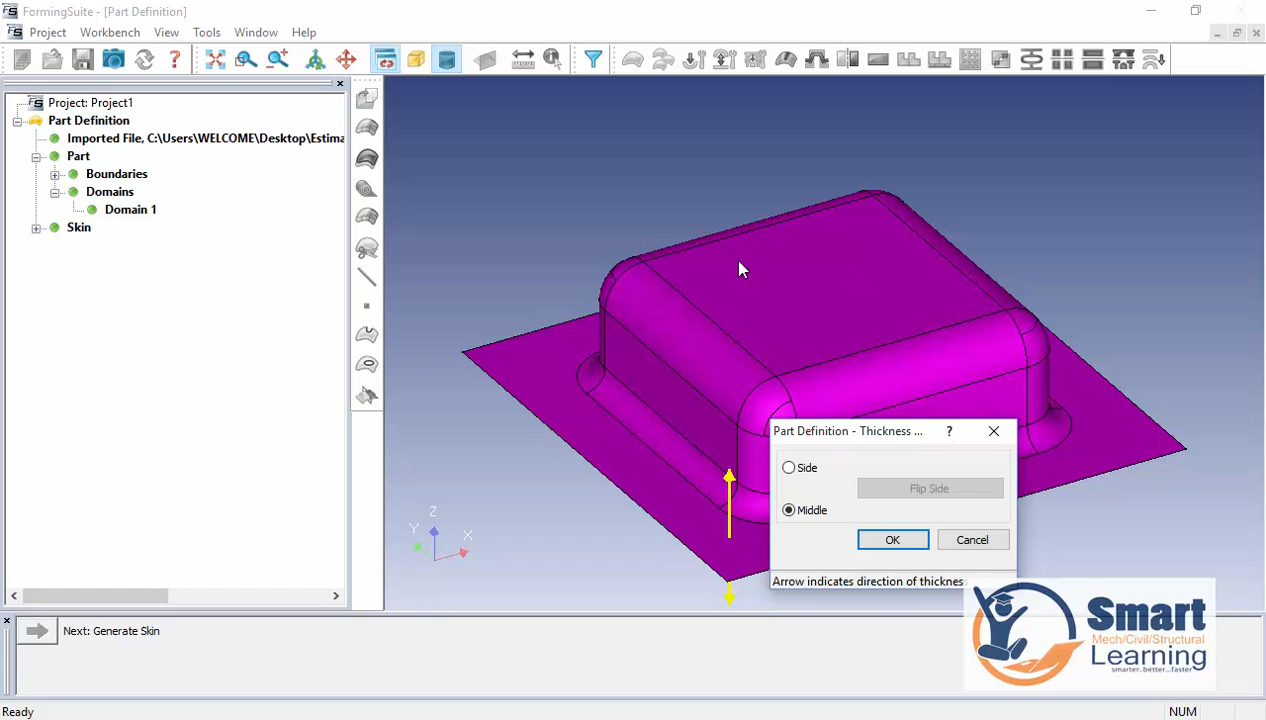 FormingSuite - [Part Definition]
Project Workbench View Tools Window Help
Project: Project1
Part Definition
Imported File, C:\Users\WELCOME\Desktop\Estima
Part
Boundaries
Domains
Domain 1
Skin
Part Definition - Thickness ...
Side
Flip Side
Middle
OK Cancel
Arrow indicates direction of thickness
Z
Y X
Next: Generate Skin
Smart
Mech/Civil/Structural
Learning
smarter..better...faster
Ready NUM